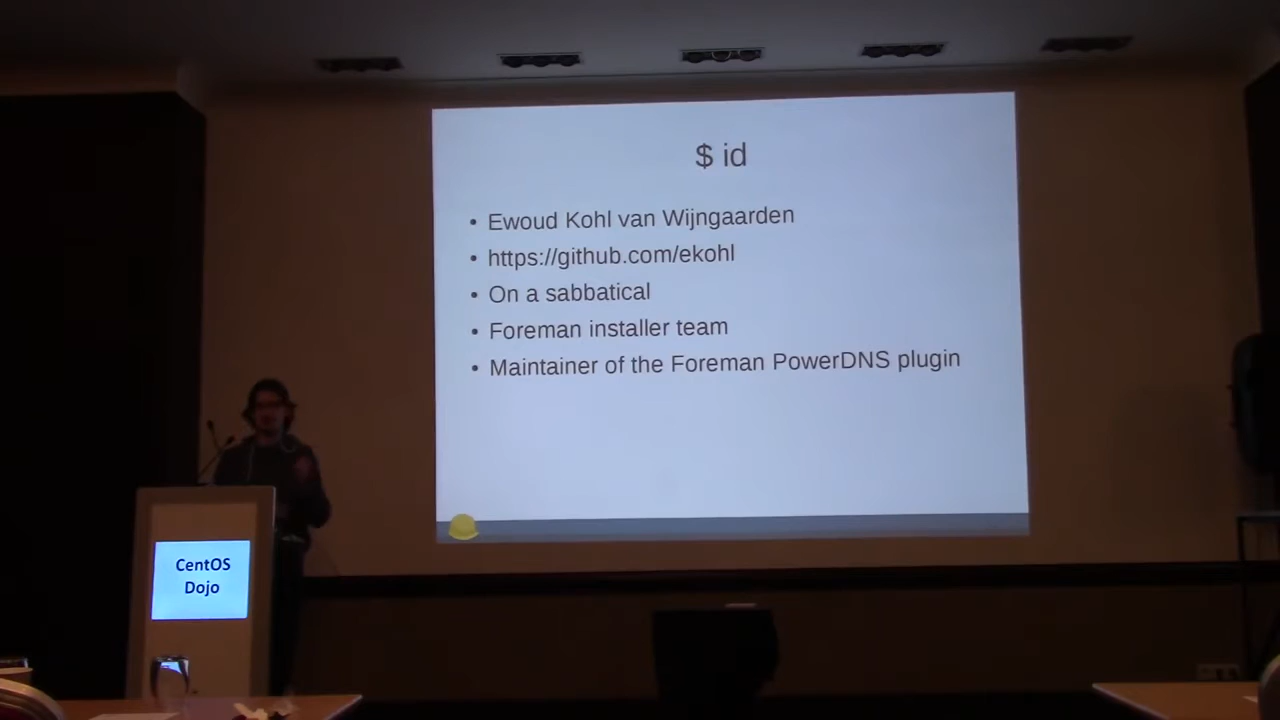 $ id
• Ewoud Kohl van Wijngaarden
• https://github.com/ekohl
• On a sabbatical
• Foreman installer team
• Maintainer of the Foreman PowerDNS plugin
CentOS
Dojo